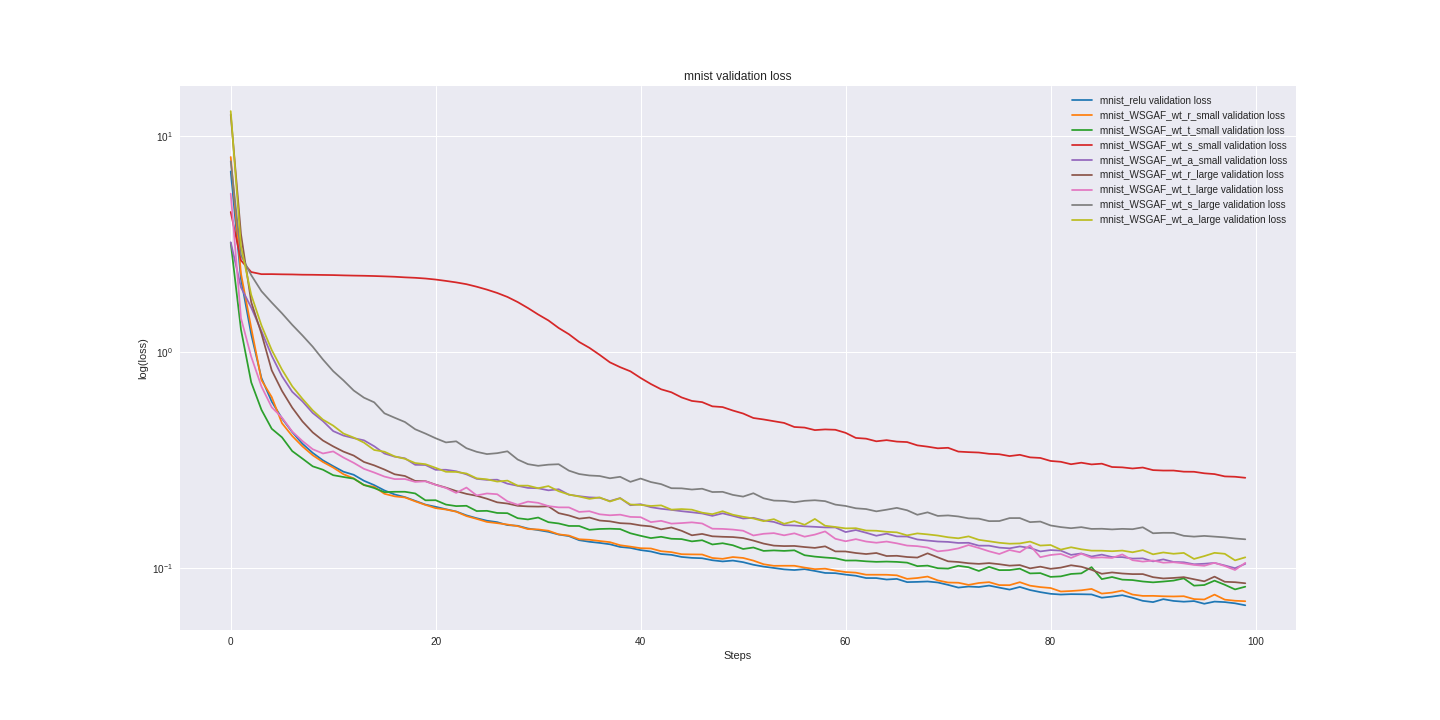 mnist validation loss
mnist_relu validation loss
mnist_WSGAF_wt_r_small validation loss
mnist_WSGAF_wt_t_small validation loss
mnist_WSGAF_wt_s_small validation loss
mnist_WSGAF_wt_a_small validation loss
mnist_WSGAF_wt_r_large validation loss
mnist_WSGAF_wt_t_large validation loss
mnist_WSGAF_wt_s_large validation loss
mnist_WSGAF_wt_a_large validation loss
10¹
10⁰
10⁻¹
log(loss)
0 20 40 60 80 100
Steps